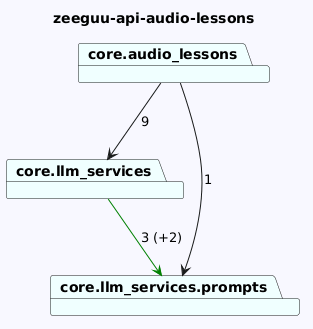 zeeguu-api-audio-lessons
core.audio_lessons
9
core.llm_services
1
3 (+2)
core.llm_services.prompts